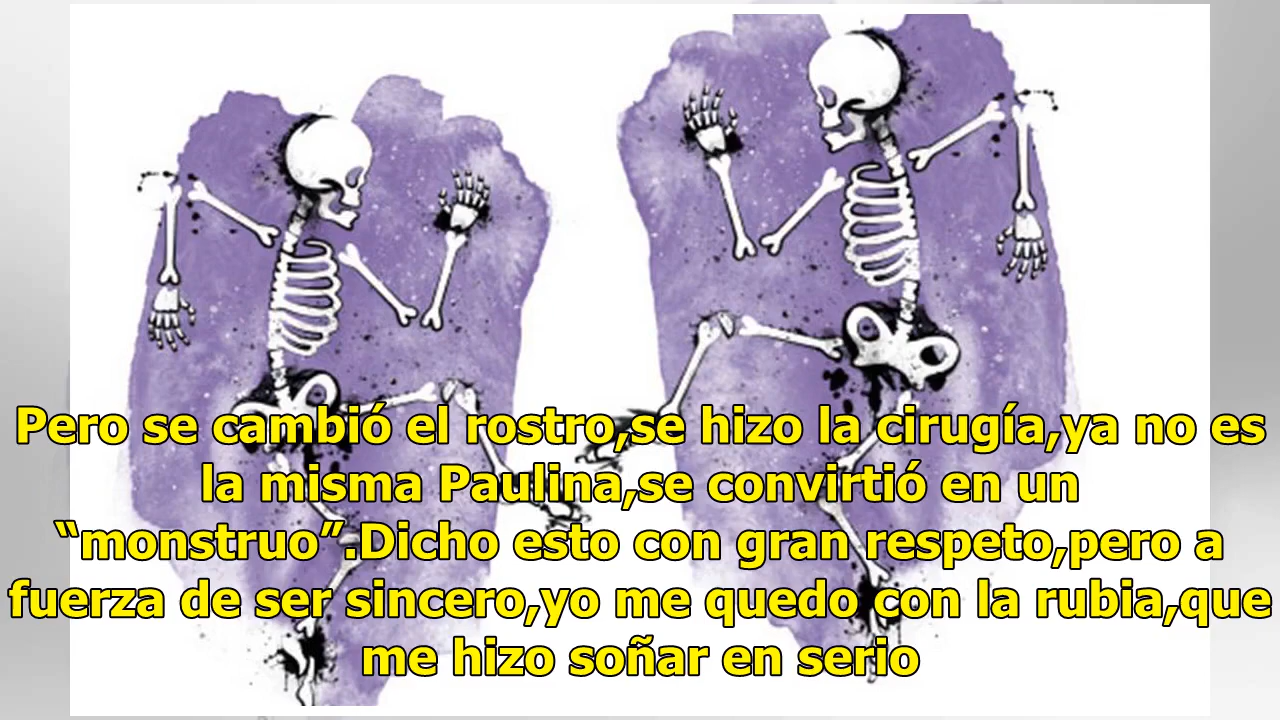 Pero se cambió el rostro,se hizo la cirugía,ya no es
la misma Paulina,se convirtió en un
“monstruo”.Dicho esto con gran respeto,pero a
fuerza de ser sincero,yo me quedo con la rubia,que
me hizo soñar en serio